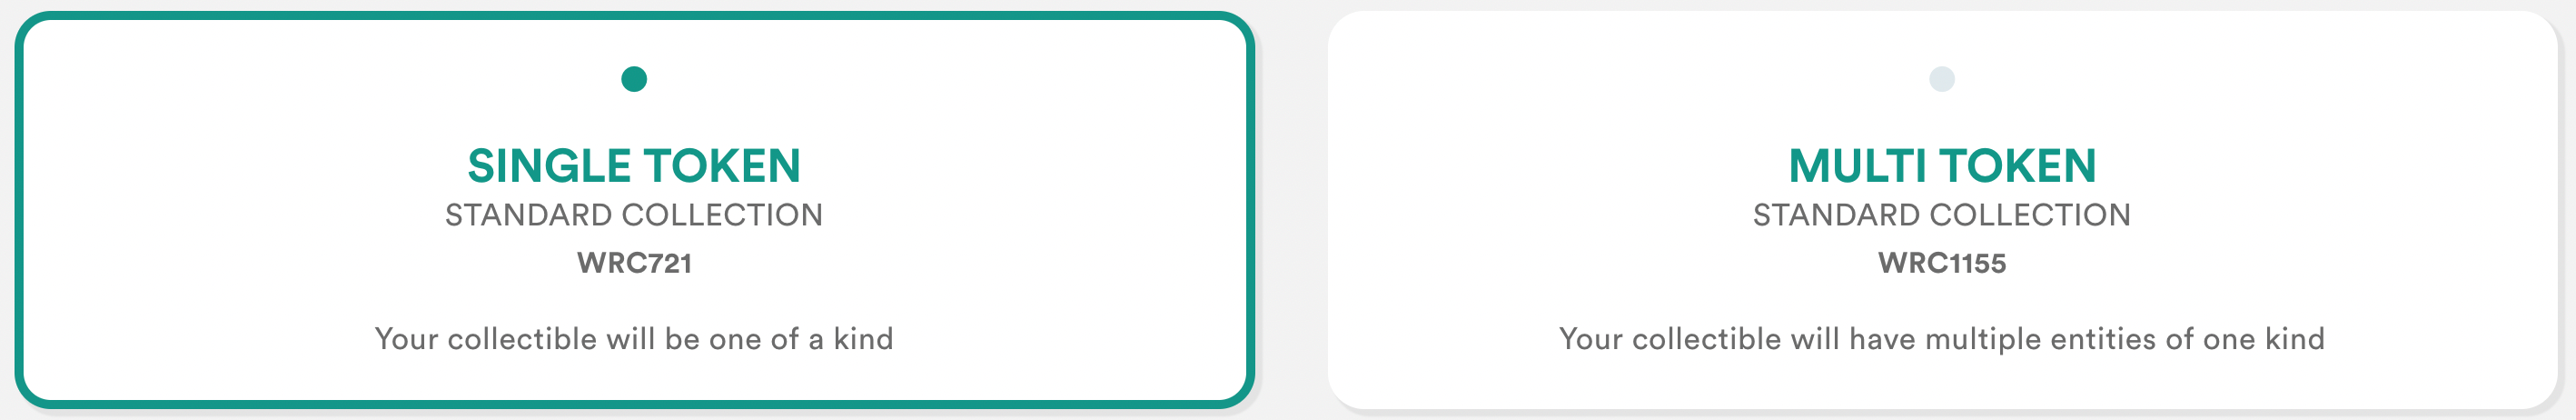 SINGLE TOKEN
STANDARD COLLECTION
WRC721
Your collectible will be one of a kind
MULTI TOKEN
STANDARD COLLECTION
WRC1155
Your collectible will have multiple entities of one kind